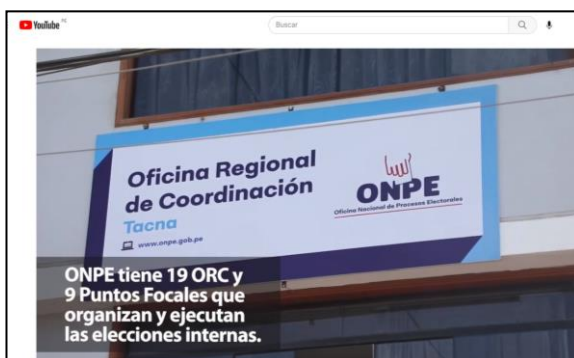 YouTube PE
Buscar
Oficina Regional
de Coordinación
Tacna
www.onpe.gob.pe
ONPE
Oficina Nacional de Procesos Electorales
ONPE tiene 19 ORC y
9 Puntos Focales que
organizan y ejecutan
las elecciones internas.